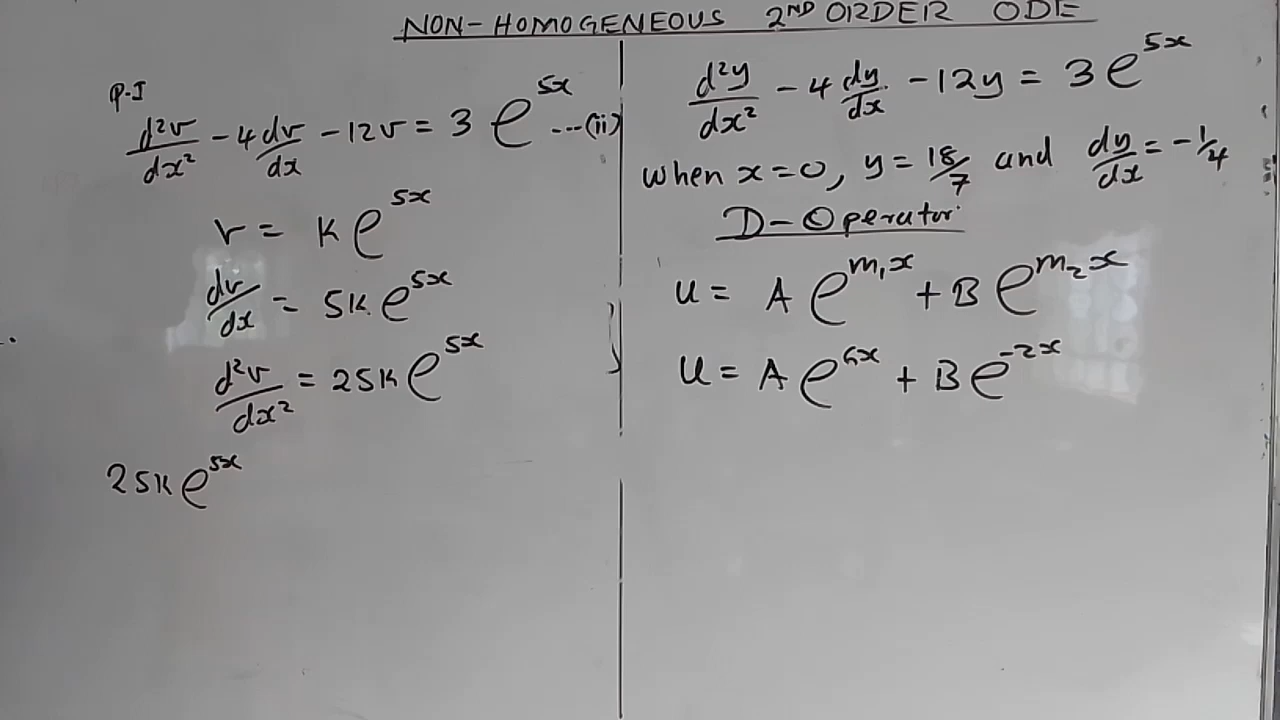 NON-HOMOGENEOUS 2ND ORDER ODE
P.I
d²v/dx² - 4 dv/dx - 12v = 3e^5x ---(ii)
v = Ke^5x
dv/dx = 5Ke^5x
d²v/dx² = 25Ke^5x
25Ke^5x
d²y/dx² - 4 dy/dx - 12y = 3e^5x
when x=0, y=18/7 and dy/dx = -1/4
D-Operator
u = Ae^m₁x + Be^m₂x
u = Ae^6x + Be^-2x